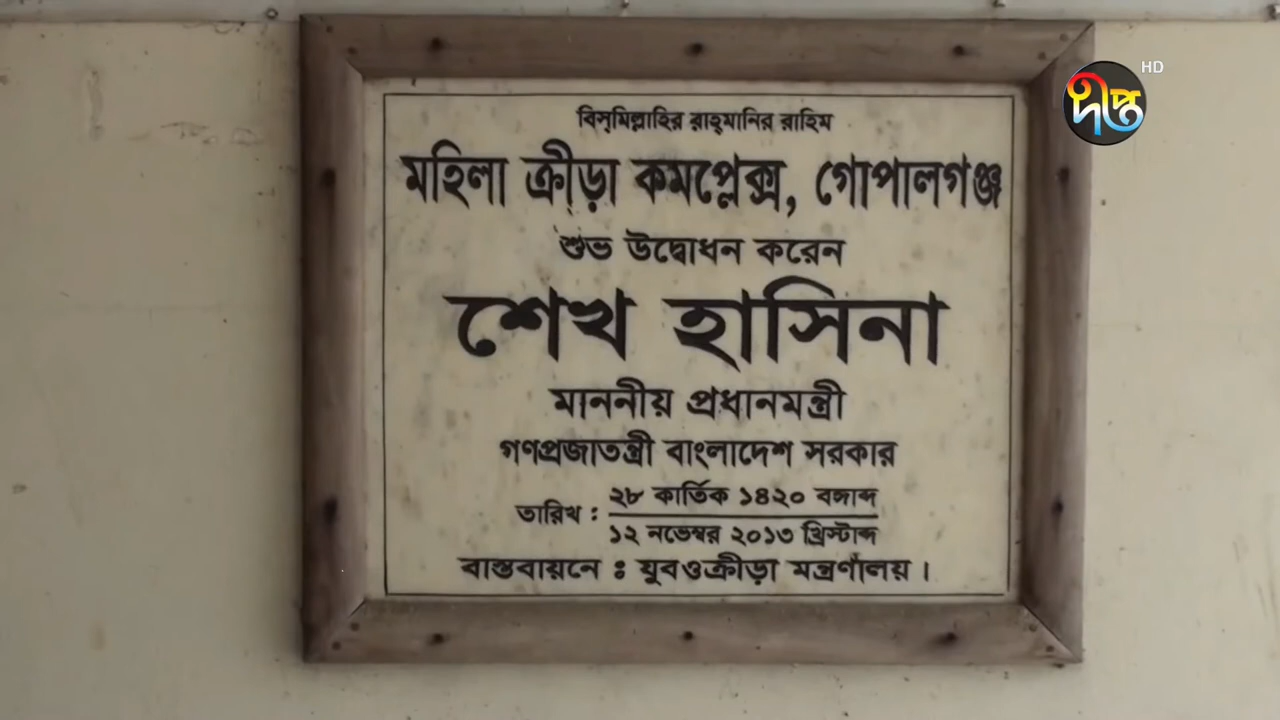 বিস্‌মিল্লাহির রাহ্‌মানির রাহিম
মহিলা ক্রীড়া কমপ্লেক্স, গোপালগঞ্জ
শুভ উদ্বোধন করেন
শেখ হাসিনা
মাননীয় প্রধানমন্ত্রী
গণপ্রজাতন্ত্রী বাংলাদেশ সরকার
তারিখ : ২৮ কার্তিক ১৪২০ বঙ্গাব্দ
১২ নভেম্বর ২০১৩ খ্রিস্টাব্দ
বাস্তবায়নে : যুবওক্রীড়া মন্ত্রণালয়।
দীপ্ত HD